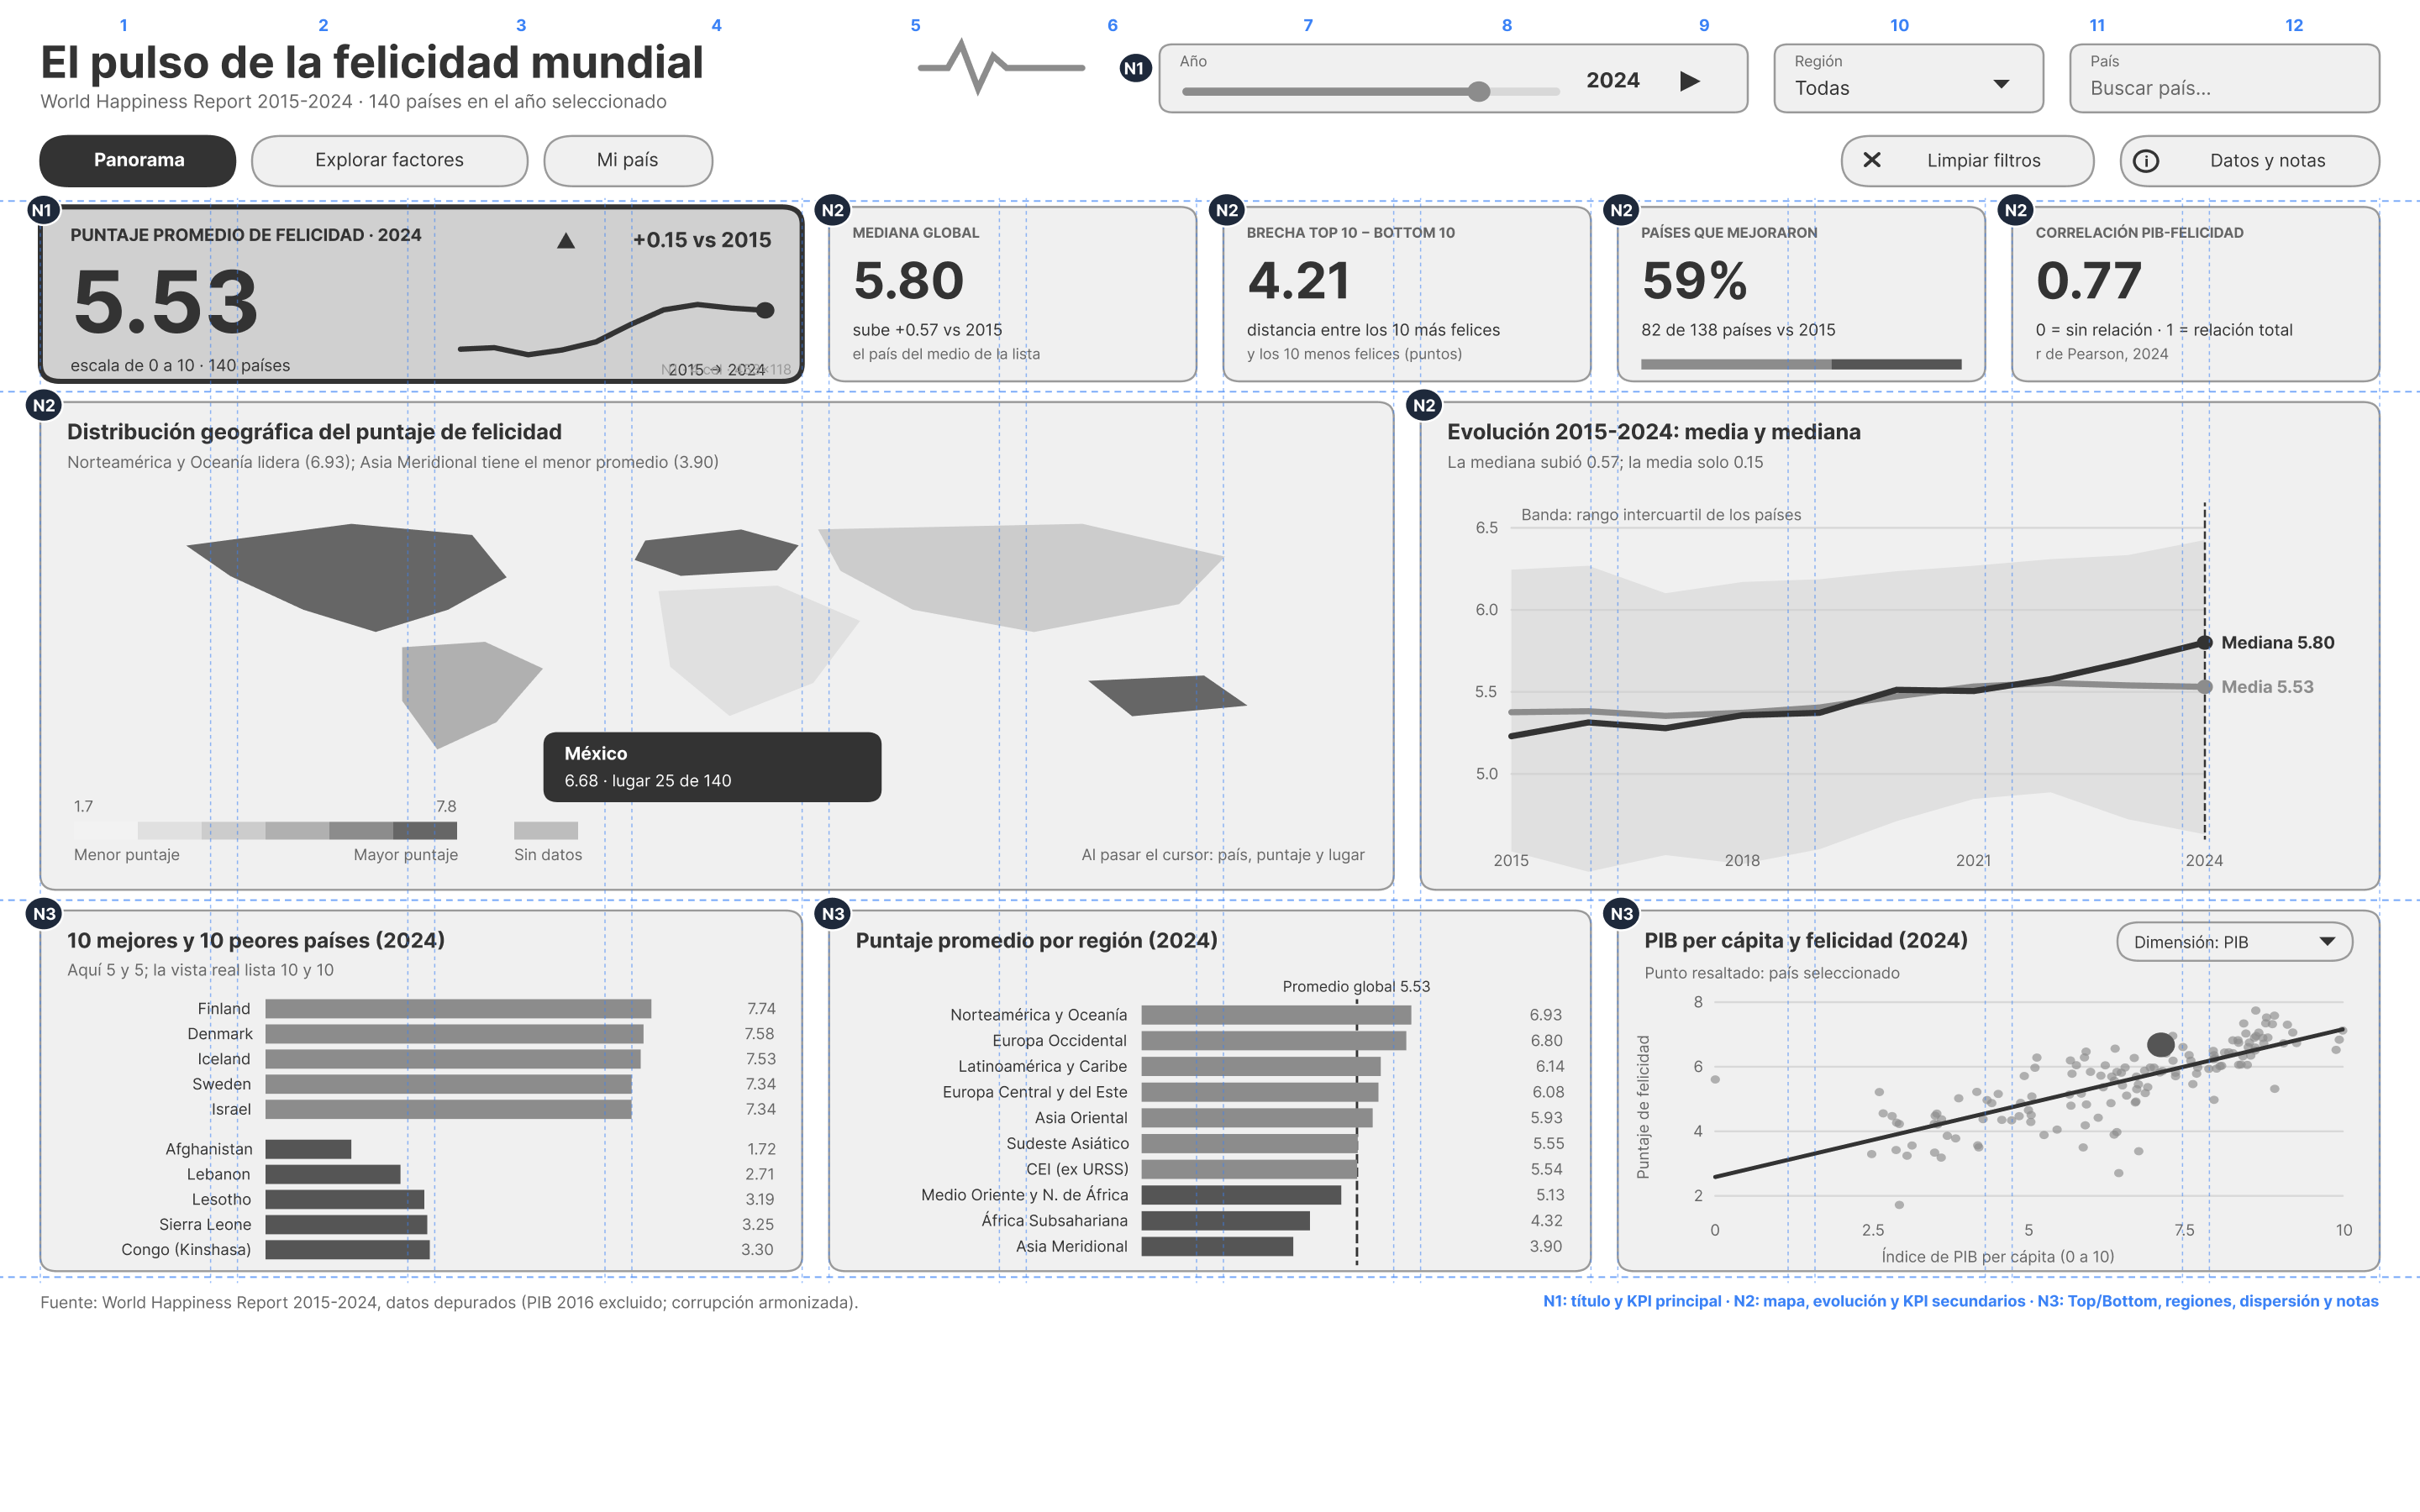 1 2 3 4 5 6 7 8 9 10 11 12
El pulso de la felicidad mundial
World Happiness Report 2015-2024 · 140 países en el año seleccionado
N1
Año
2024
Región
Todas
País
Buscar país...
Panorama
Explorar factores
Mi país
Limpiar filtros
Datos y notas
N1
PUNTAJE PROMEDIO DE FELICIDAD · 2024
+0.15 vs 2015
5.53
escala de 0 a 10 · 140 países
2015 → 2024
N2
MEDIANA GLOBAL
5.80
sube +0.57 vs 2015
el país del medio de la lista
N2
BRECHA TOP 10 – BOTTOM 10
4.21
distancia entre los 10 más felices
y los 10 menos felices (puntos)
N2
PAÍSES QUE MEJORARON
59%
82 de 138 países vs 2015
N2
CORRELACIÓN PIB-FELICIDAD
0.77
0 = sin relación · 1 = relación total
r de Pearson, 2024
N2
Distribución geográfica del puntaje de felicidad
Norteamérica y Oceanía lidera (6.93); Asia Meridional tiene el menor promedio (3.90)
México
6.68 · lugar 25 de 140
1.7 7.8
Menor puntaje Mayor puntaje Sin datos
Al pasar el cursor: país, puntaje y lugar
N2
Evolución 2015-2024: media y mediana
La mediana subió 0.57; la media solo 0.15
Banda: rango intercuartil de los países
6.5
6.0
5.5
5.0
Mediana 5.80
Media 5.53
2015 2018 2021 2024
N3
10 mejores y 10 peores países (2024)
Aquí 5 y 5; la vista real lista 10 y 10
Finland 7.74
Denmark 7.58
Iceland 7.53
Sweden 7.34
Israel 7.34
Afghanistan 1.72
Lebanon 2.71
Lesotho 3.19
Sierra Leone 3.25
Congo (Kinshasa) 3.30
N3
Puntaje promedio por región (2024)
Promedio global 5.53
Norteamérica y Oceanía 6.93
Europa Occidental 6.80
Latinoamérica y Caribe 6.14
Europa Central y del Este 6.08
Asia Oriental 5.93
Sudeste Asiático 5.55
CEI (ex URSS) 5.54
Medio Oriente y N. de África 5.13
África Subsahariana 4.32
Asia Meridional 3.90
N3
PIB per cápita y felicidad (2024)
Dimensión: PIB
Punto resaltado: país seleccionado
Puntaje de felicidad
8
6
4
2
0 2.5 5 7.5 10
Índice de PIB per cápita (0 a 10)
Fuente: World Happiness Report 2015-2024, datos depurados (PIB 2016 excluido; corrupción armonizada).
N1: título y KPI principal · N2: mapa, evolución y KPI secundarios · N3: Top/Bottom, regiones, dispersión y notas